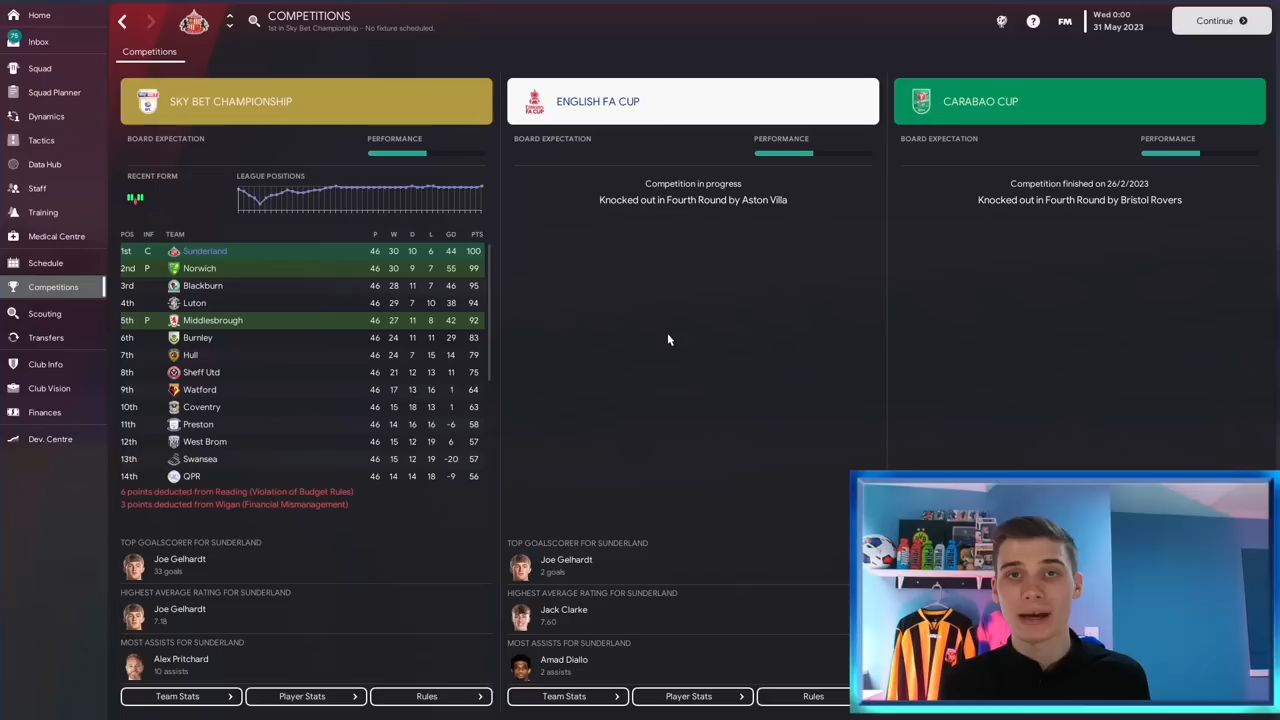 Home
COMPETITIONS
1st in Sky Bet Championship - No fixture scheduled.
FM
Wed 0:00
31 May 2023
Continue
75
Inbox
Squad
Squad Planner
Dynamics
Tactics
Data Hub
Staff
Training
Medical Centre
Schedule
Competitions
Scouting
Transfers
Club Info
Club Vision
Finances
Dev. Centre
Competitions
SKY BET CHAMPIONSHIP
BOARD EXPECTATION PERFORMANCE
RECENT FORM LEAGUE POSITIONS
POS INF TEAM P W D L GD PTS
1st C Sunderland 46 30 10 6 44 100
2nd P Norwich 46 30 9 7 55 99
3rd Blackburn 46 28 11 7 46 95
4th Luton 46 29 7 10 38 94
5th P Middlesbrough 46 27 11 8 42 92
6th Burnley 46 24 11 11 29 83
7th Hull 46 24 7 15 14 79
8th Sheff Utd 46 21 12 13 11 75
9th Watford 46 17 13 16 1 64
10th Coventry 46 15 18 13 1 63
11th Preston 46 14 16 16 -6 58
12th West Brom 46 15 12 19 6 57
13th Swansea 46 15 12 19 -20 57
14th QPR 46 14 14 18 -9 56
6 points deducted from Reading (Violation of Budget Rules)
3 points deducted from Wigan (Financial Mismanagement)
TOP GOALSCORER FOR SUNDERLAND
Joe Gelhardt
33 goals
HIGHEST AVERAGE RATING FOR SUNDERLAND
Joe Gelhardt
7.18
MOST ASSISTS FOR SUNDERLAND
Alex Pritchard
10 assists
Team Stats Player Stats Rules
ENGLISH FA CUP
BOARD EXPECTATION PERFORMANCE
Competition in progress
Knocked out in Fourth Round by Aston Villa
TOP GOALSCORER FOR SUNDERLAND
Joe Gelhardt
2 goals
HIGHEST AVERAGE RATING FOR SUNDERLAND
Jack Clarke
7.60
MOST ASSISTS FOR SUNDERLAND
Amad Diallo
2 assists
Team Stats Player Stats Rules
CARABAO CUP
BOARD EXPECTATION PERFORMANCE
Competition finished on 26/2/2023
Knocked out in Fourth Round by Bristol Rovers